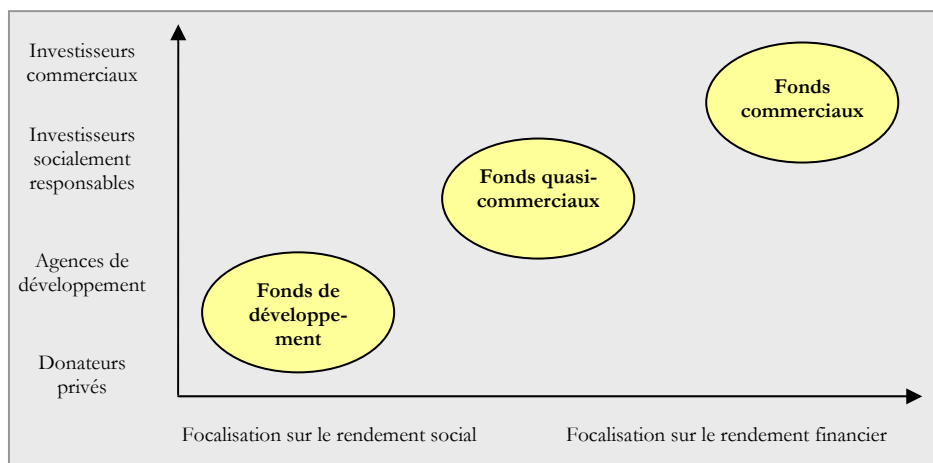 Investisseurs
commerciaux
Investisseurs
socialement
responsables
Agences de
développement
Donateurs
privés
Fonds
commerciaux
Fonds quasi-
commerciaux
Fonds de
développe-
ment
Focalisation sur le rendement social
Focalisation sur le rendement financier